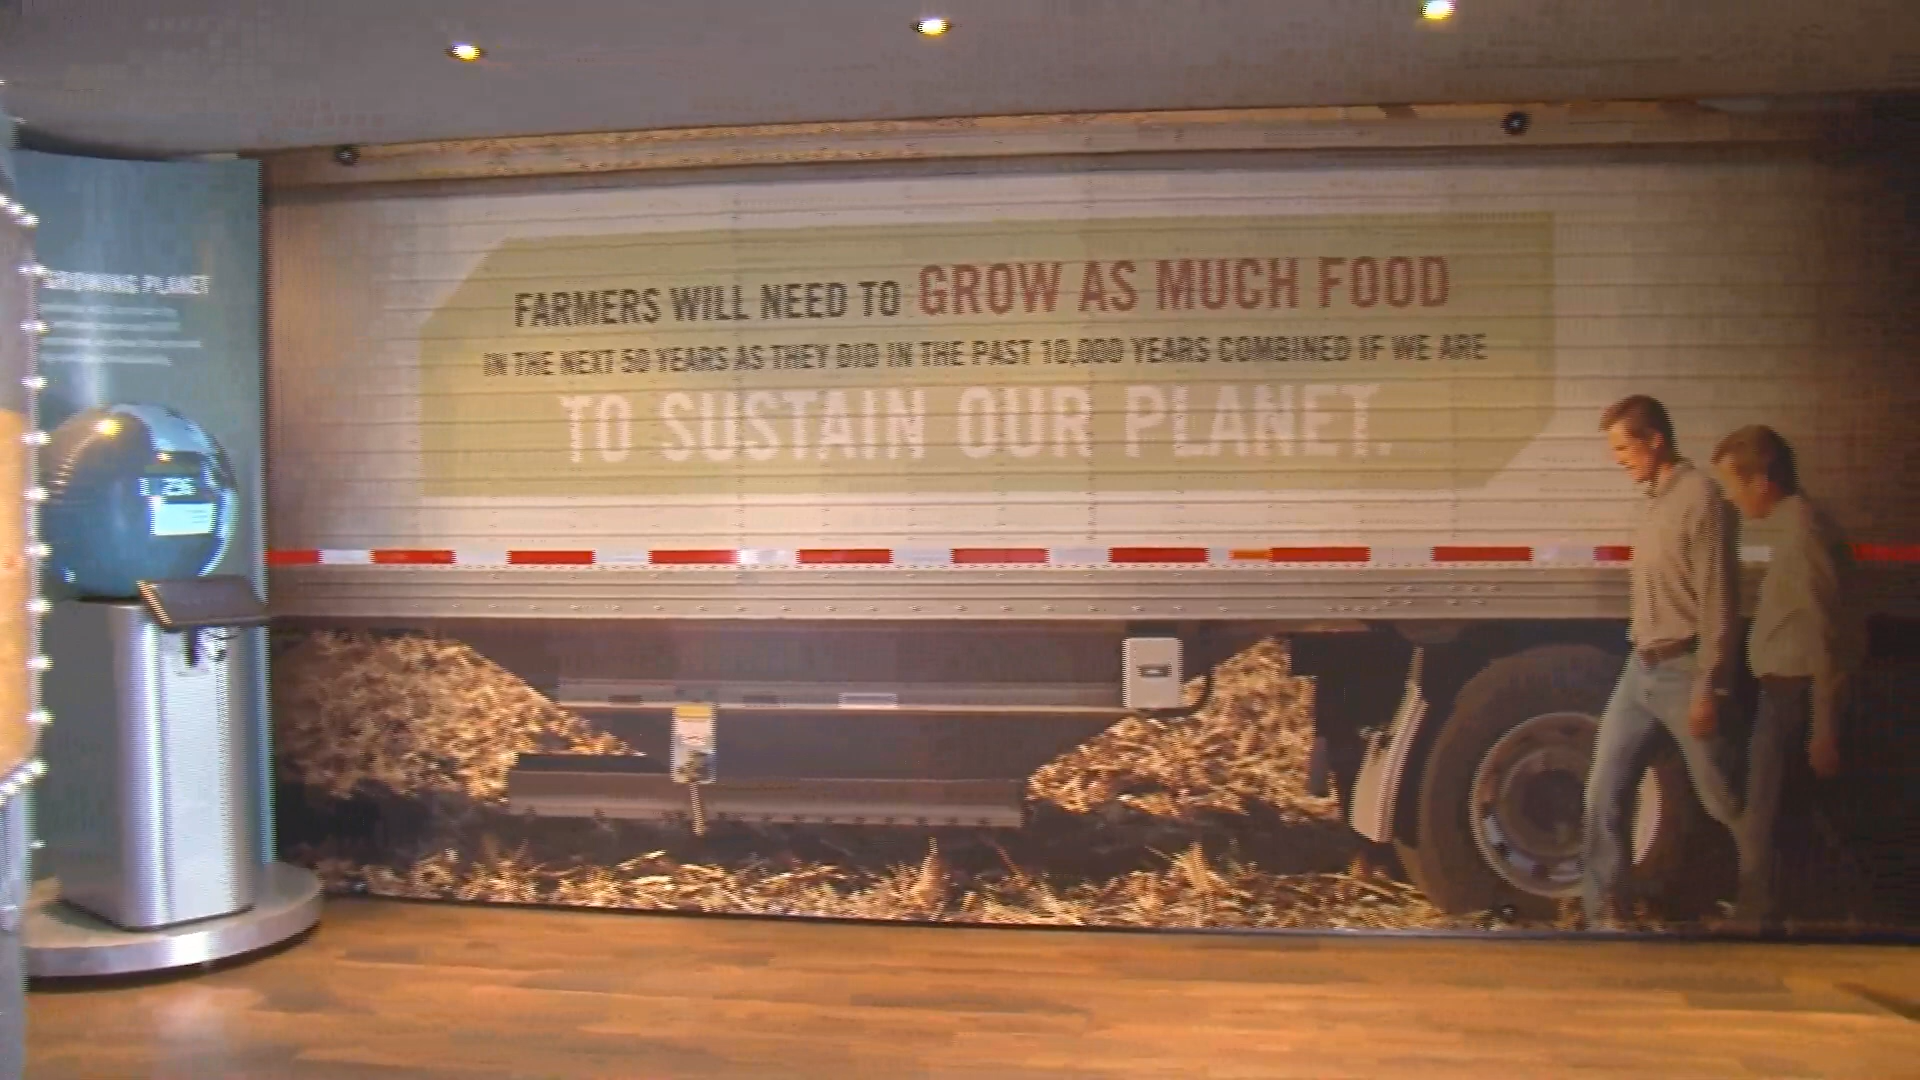 FARMERS WILL NEED TO GROW AS MUCH FOOD
IN THE NEXT 50 YEARS AS THEY DID IN THE PAST 10,000 YEARS COMBINED IF WE ARE
TO SUSTAIN OUR PLANET.
GROWING PLANET